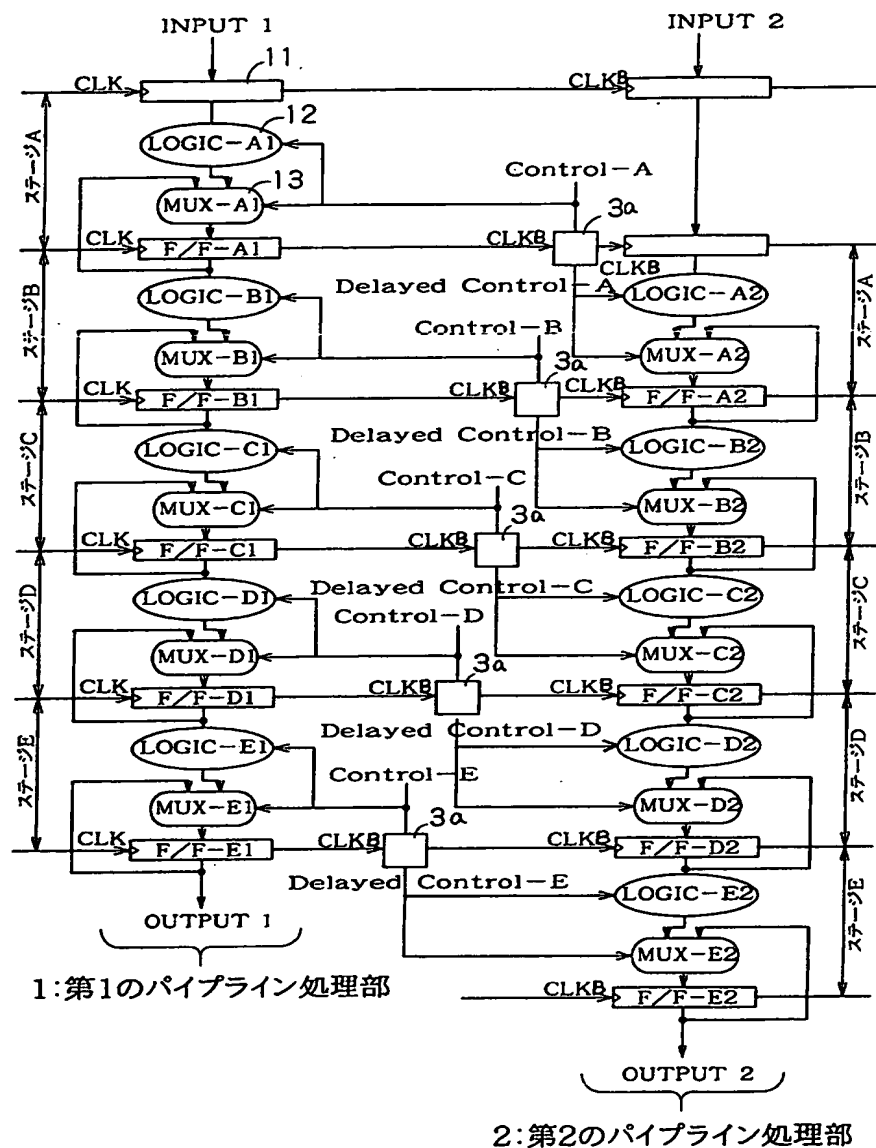 INPUT 1
INPUT 2
11
CLK
CLKB
12
LOGIC-A1
ステージA
Control-A
13
MUX-A1
3a
CLK
F/F-A1
CLKB
CLKB
LOGIC-B1
Delayed Control-A
LOGIC-A2
ステージB
Control-B
ステージA
MUX-B1
3a
MUX-A2
CLK
F/F-B1
CLKB
CLKB
F/F-A2
LOGIC-C1
Delayed Control-B
LOGIC-B2
ステージC
Control-C
ステージB
MUX-C1
3a
MUX-B2
CLK
F/F-C1
CLKB
CLKB
F/F-B2
LOGIC-D1
Delayed Control-C
LOGIC-C2
ステージD
Control-D
ステージC
MUX-D1
3a
MUX-C2
CLK
F/F-D1
CLKB
CLKB
F/F-C2
LOGIC-E1
Delayed Control-D
LOGIC-D2
ステージE
Control-E
ステージD
MUX-E1
3a
MUX-D2
CLK
F/F-E1
CLKB
CLKB
F/F-D2
Delayed Control-E
LOGIC-E2
ステージE
OUTPUT 1
MUX-E2
1:第1のパイプライン処理部
CLKB
F/F-E2
OUTPUT 2
2:第2のパイプライン処理部